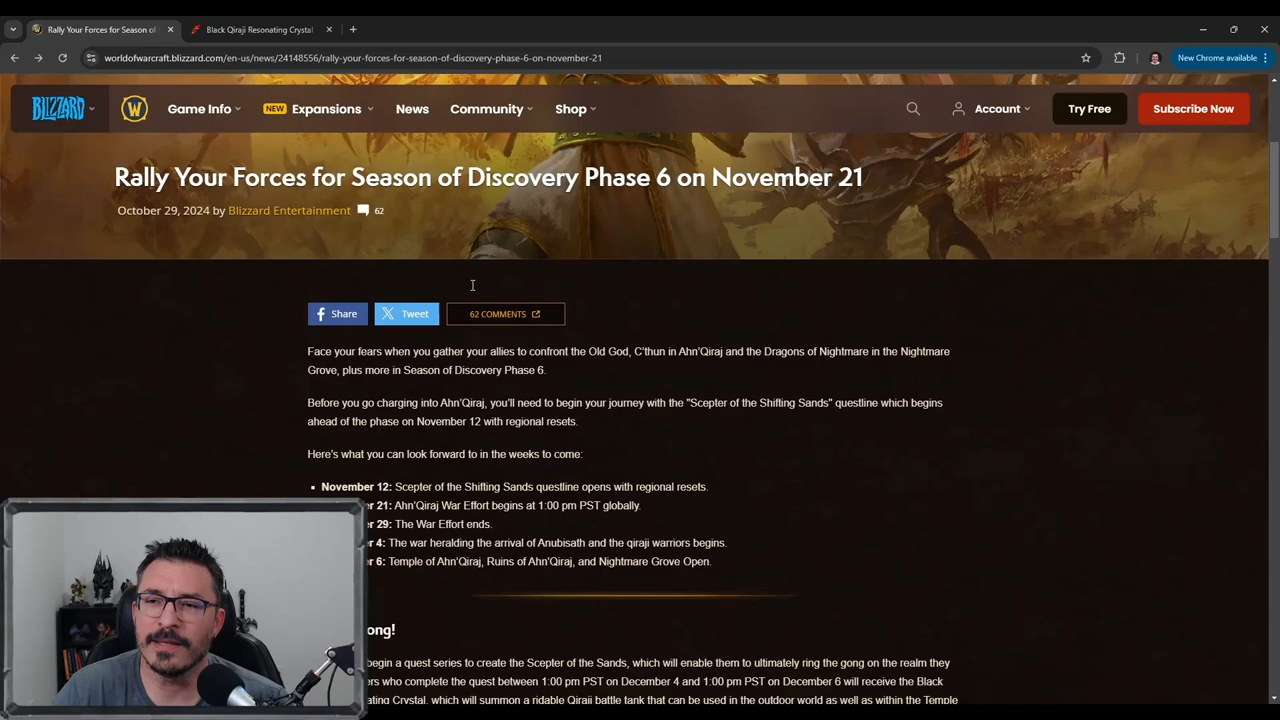 Rally Your Forces for Season of
Black Qiraji Resonating Crystal
worldofwarcraft.blizzard.com/en-us/news/24148556/rally-your-forces-for-season-of-discovery-phase-6-on-november-21
New Chrome available
BLIZZARD
W
Game Info
NEW Expansions
News
Community
Shop
Account
Try Free
Subscribe Now
Rally Your Forces for Season of Discovery Phase 6 on November 21
October 29, 2024 by Blizzard Entertainment 62
Share
Tweet
62 COMMENTS
Face your fears when you gather your allies to confront the Old God, C'thun in Ahn'Qiraj and the Dragons of Nightmare in the Nightmare
Grove, plus more in Season of Discovery Phase 6.
Before you go charging into Ahn'Qiraj, you'll need to begin your journey with the "Scepter of the Shifting Sands" questline which begins
ahead of the phase on November 12 with regional resets.
Here's what you can look forward to in the weeks to come:
November 12: Scepter of the Shifting Sands questline opens with regional resets.
21: Ahn'Qiraj War Effort begins at 1:00 pm PST globally.
29: The War Effort ends.
4: The war heralding the arrival of Anubisath and the qiraji warriors begins.
6: Temple of Ahn'Qiraj, Ruins of Ahn'Qiraj, and Nightmare Grove Open.
ong!
begin a quest series to create the Scepter of the Sands, which will enable them to ultimately ring the gong on the realm they
who complete the quest between 1:00 pm PST on December 4 and 1:00 pm PST on December 6 will receive the Black
Crystal, which will summon a ridable Qiraji battle tank that can be used in the outdoor world as well as within the Temple